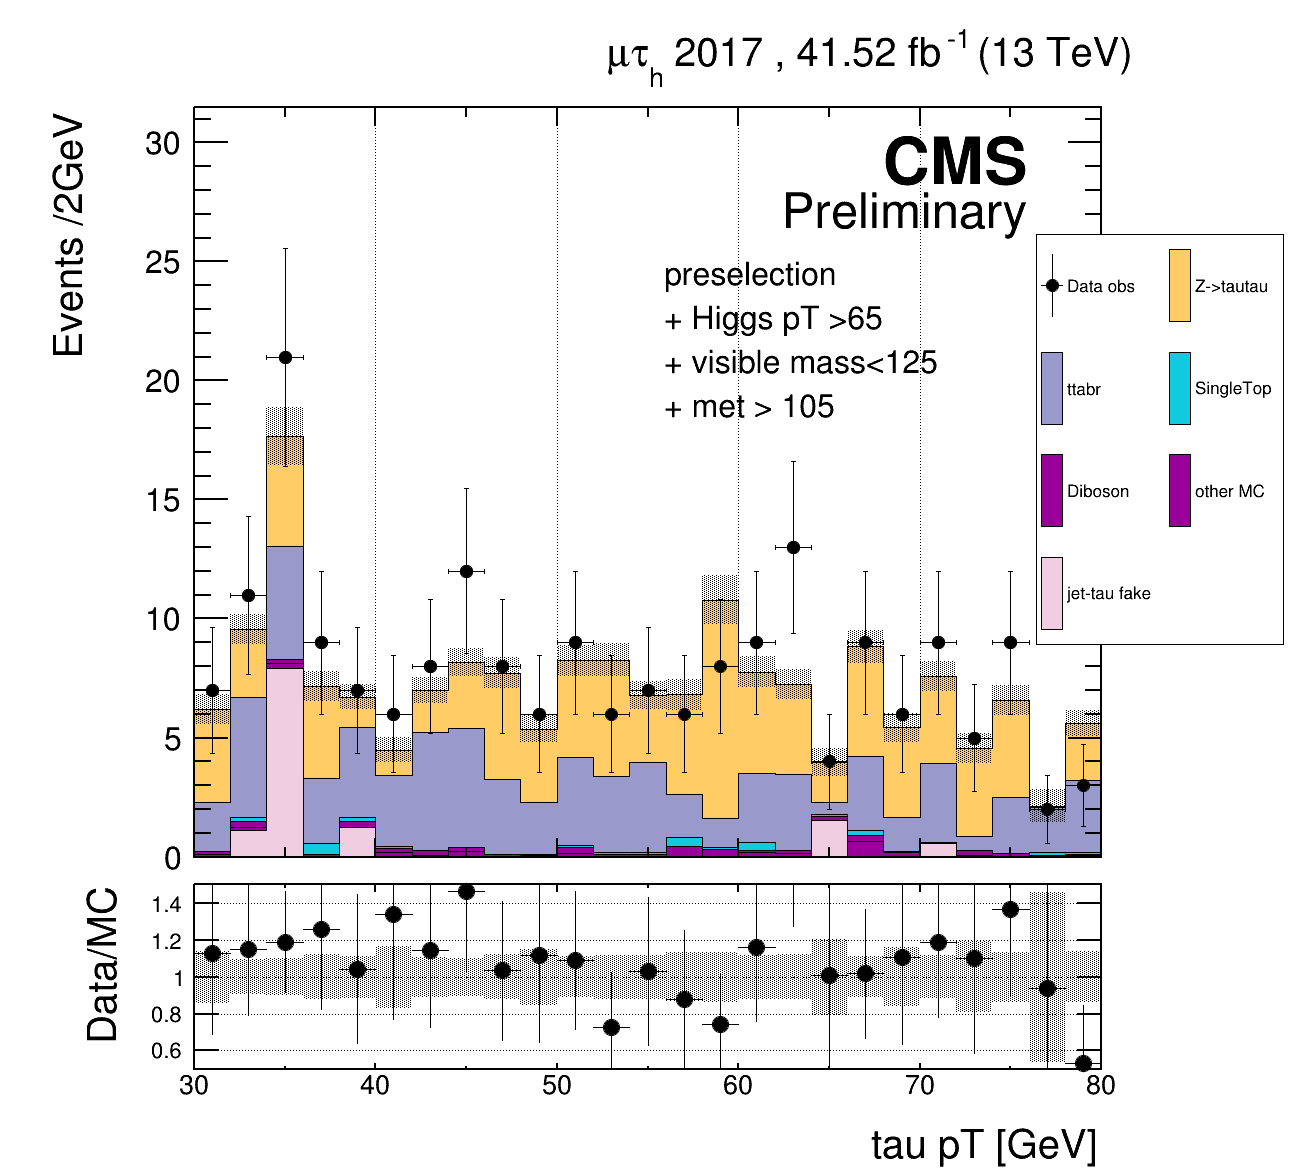 μτh 2017 , 41.52 fb-1 (13 TeV)
Events /2GeV
30
25
20
15
10
5
0
CMS
Preliminary
preselection
+ Higgs pT >65
+ visible mass<125
+ met > 105
Data obs
Z->tautau
ttabr
SingleTop
Diboson
other MC
jet-tau fake
Data/MC
1.4
1.2
1
0.8
0.6
30 40 50 60 70 80
tau pT [GeV]